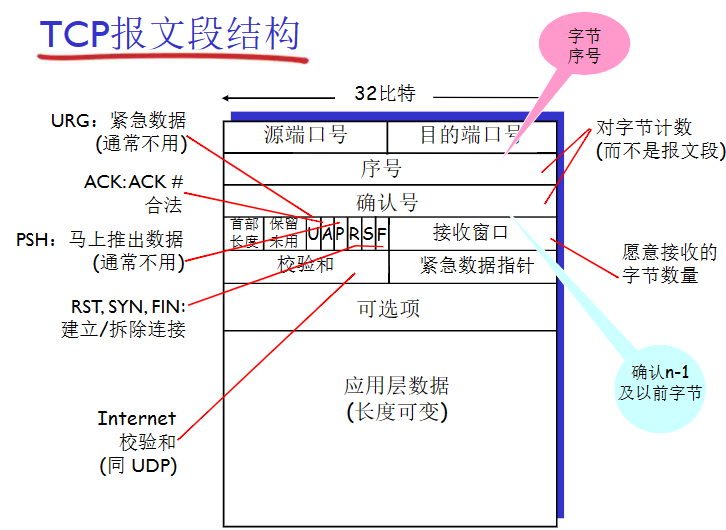 TCP报文段结构
字节
序号
32比特
URG：紧急数据
(通常不用)
源端口号
目的端口号
对字节计数
(而不是报文段)
序号
ACK: ACK #
合法
确认号
首部
长度
保留
未用
U A P R S F
接收窗口
PSH：马上推出数据
(通常不用)
愿意接收的
字节数量
校验和
紧急数据指针
RST, SYN, FIN:
建立/拆除连接
可选项
确认n-1
及以前字节
应用层数据
(长度可变)
Internet
校验和
(同 UDP)